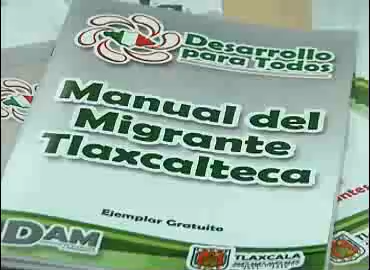 Desarrollo
para Todos
Manual del
Migrante
Tlaxcalteca
Ejemplar Gratuito
DAM
TLAXCALA